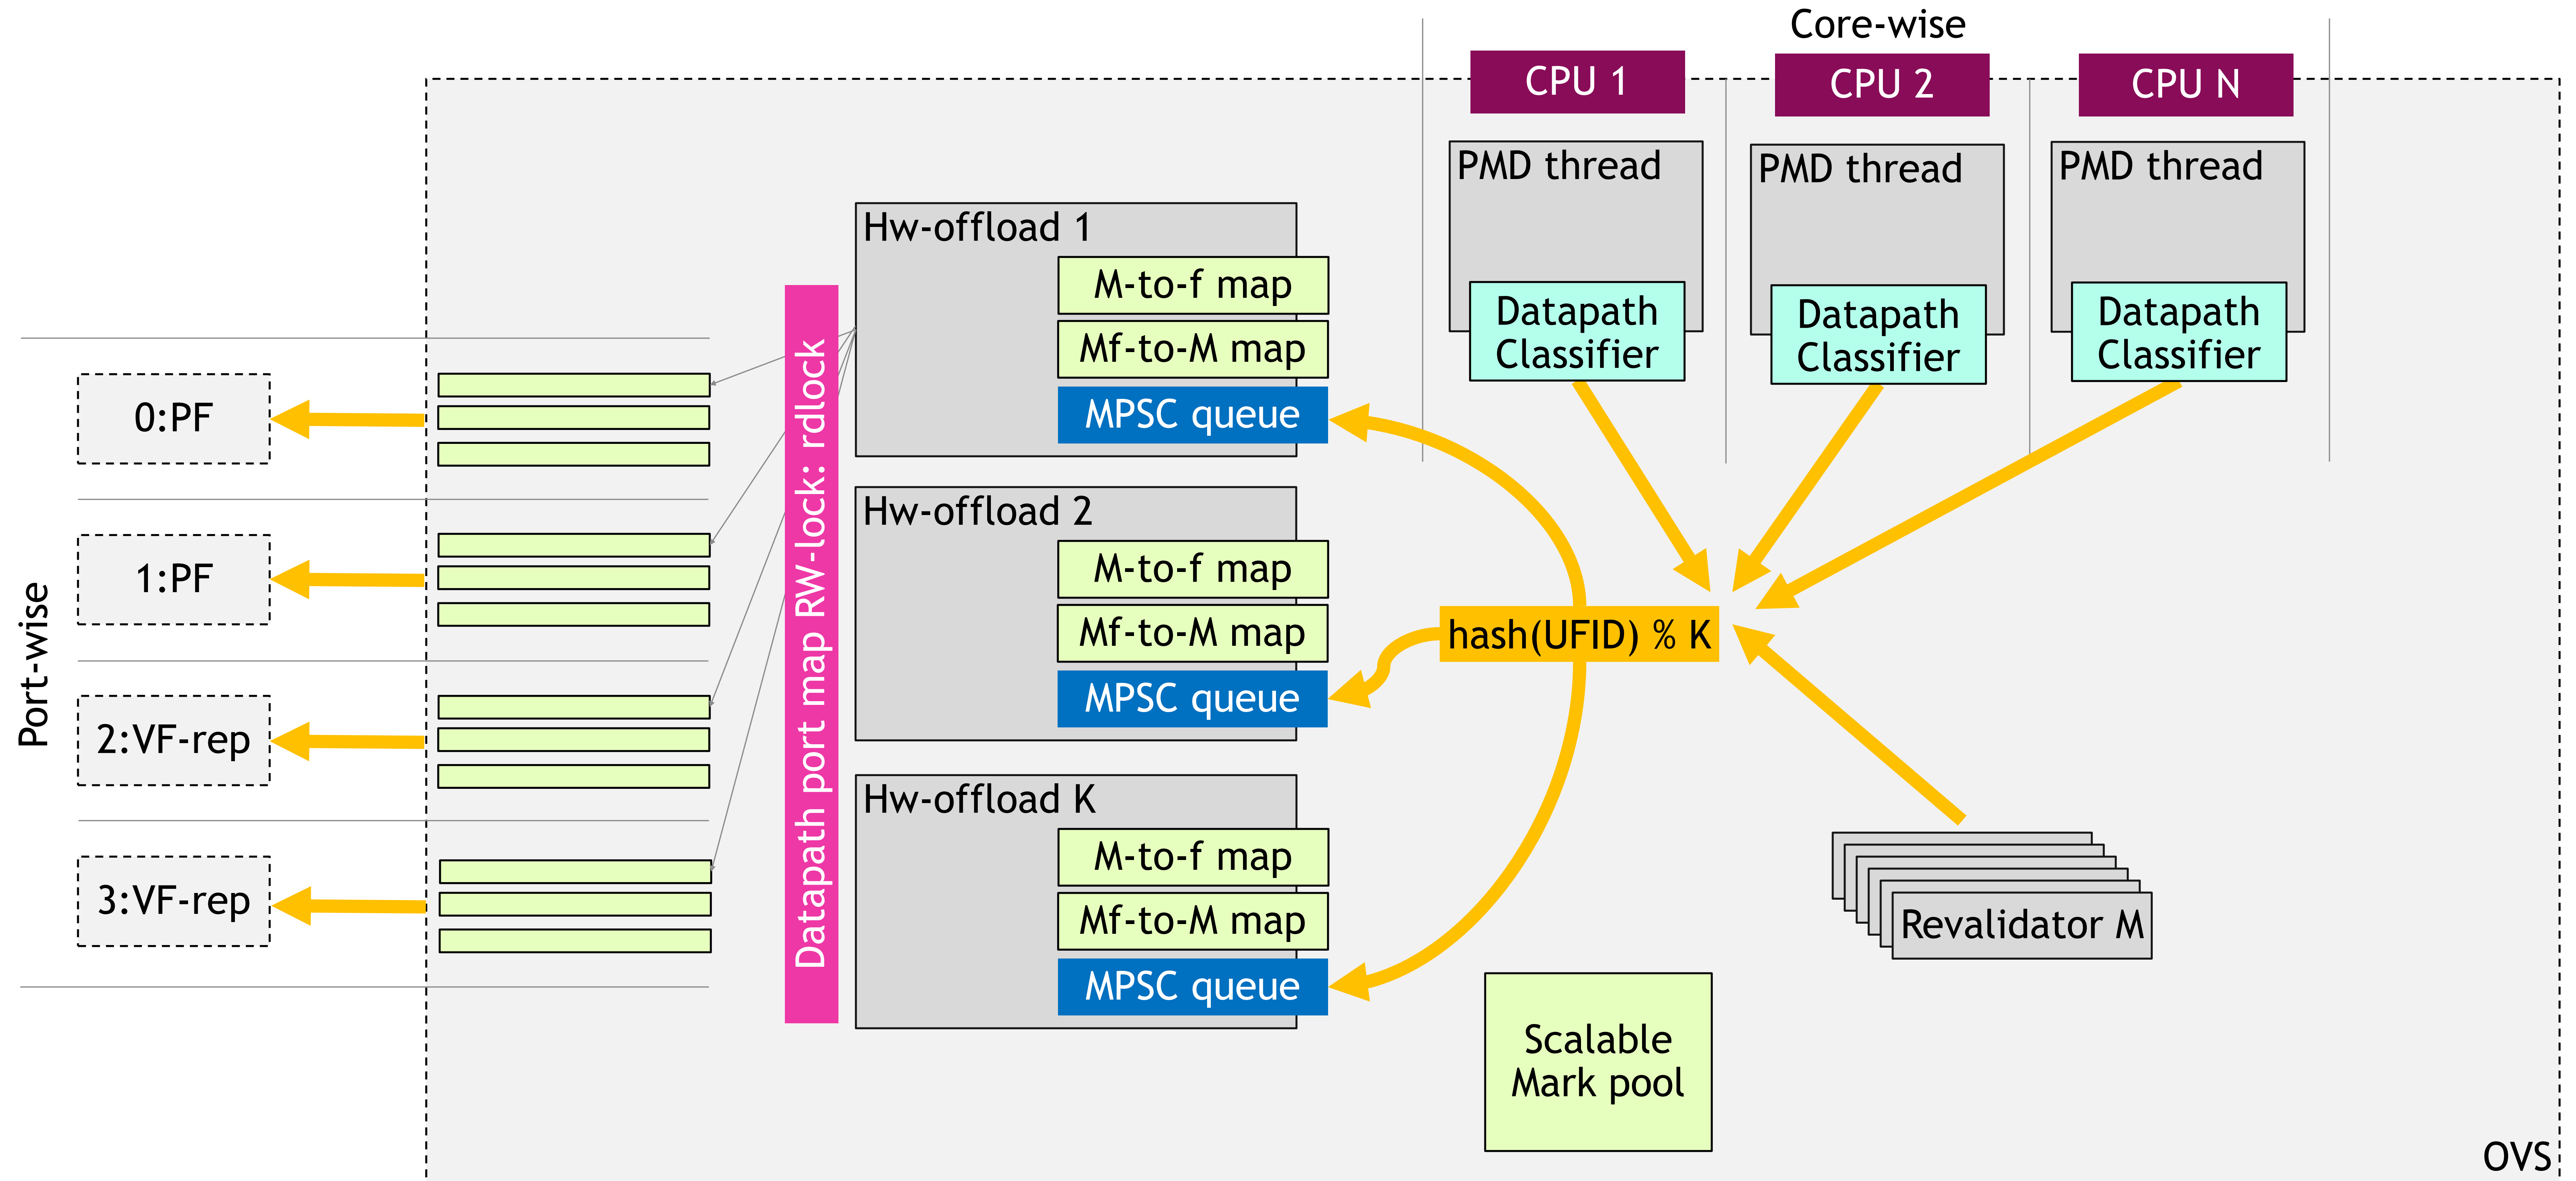 Core-wise
CPU 1
CPU 2
CPU N
PMD thread
Datapath
Classifier
PMD thread
Datapath
Classifier
PMD thread
Datapath
Classifier
Hw-offload 1
M-to-f map
Mf-to-M map
MPSC queue
Hw-offload 2
M-to-f map
Mf-to-M map
MPSC queue
Hw-offload K
M-to-f map
Mf-to-M map
MPSC queue
Datapath port map RW-lock: rdlock
Port-wise
0:PF
1:PF
2:VF-rep
3:VF-rep
hash(UFID) % K
Revalidator M
Scalable
Mark pool
OVS